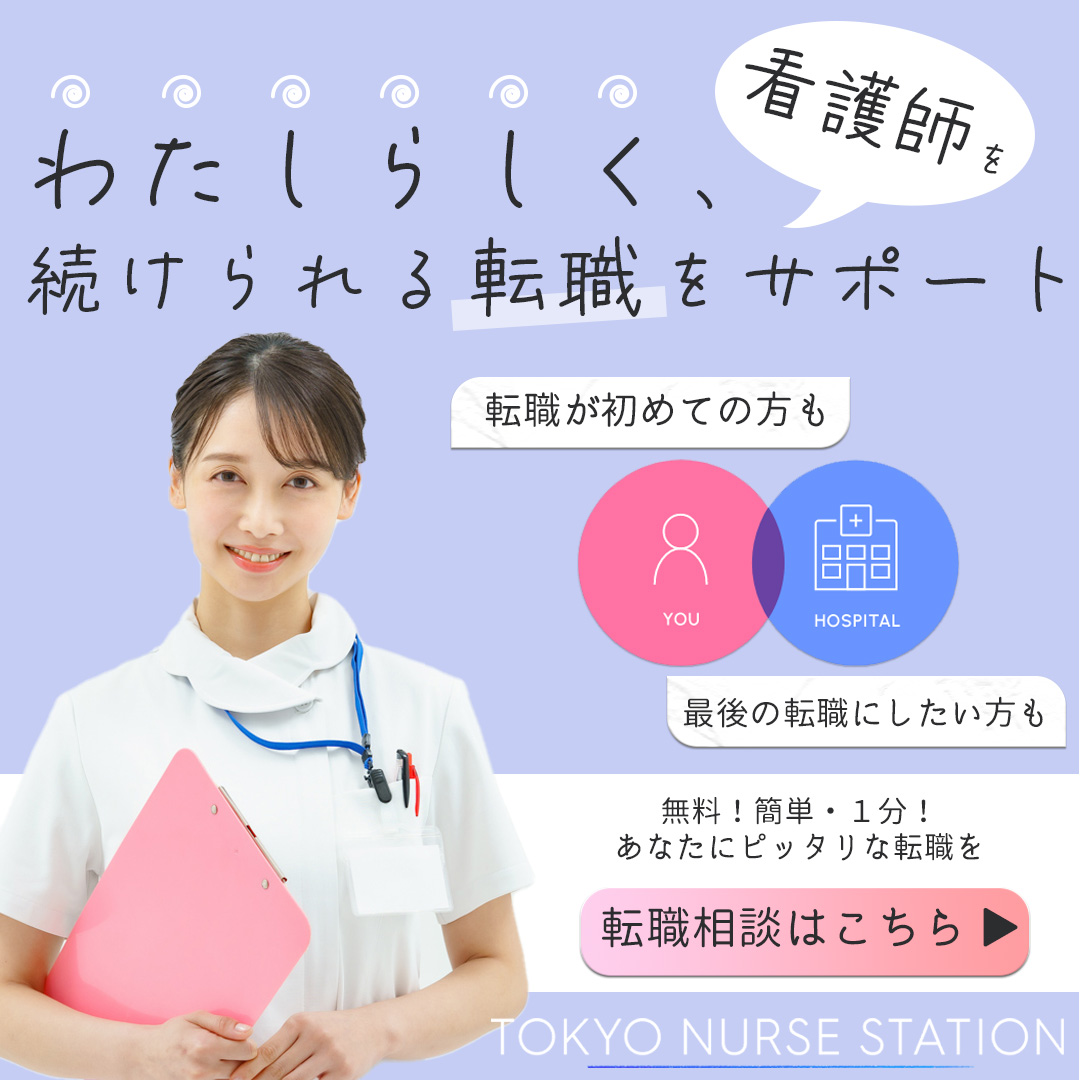 看護師を
わたしらしく、
続けられる転職をサポート
転職が初めての方も
YOU
HOSPITAL
最後の転職にしたい方も
無料！簡単・１分！
あなたにピッタリな転職を
転職相談はこちら ▶
TOKYO NURSE STATION